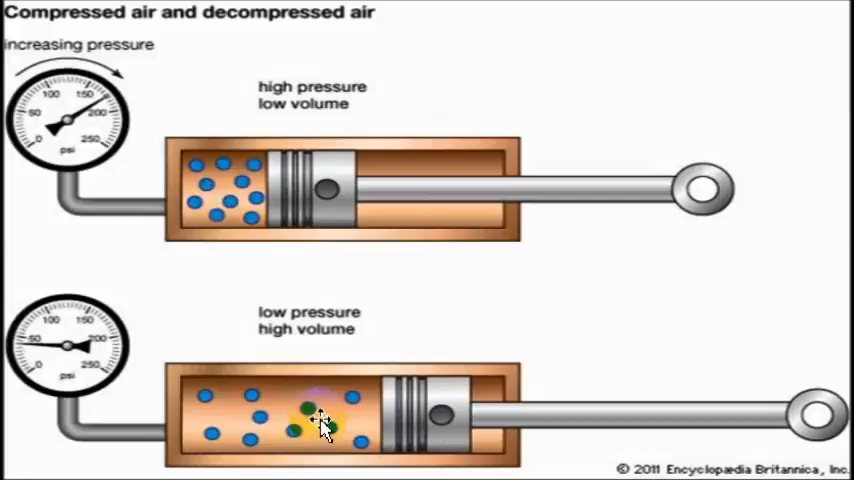 Compressed air and decompressed air
increasing pressure
high pressure
low volume
0
50
100
150
200
250
psi
low pressure
high volume
0
50
100
150
200
250
psi
© 2011 Encyclopædia Britannica, Inc.